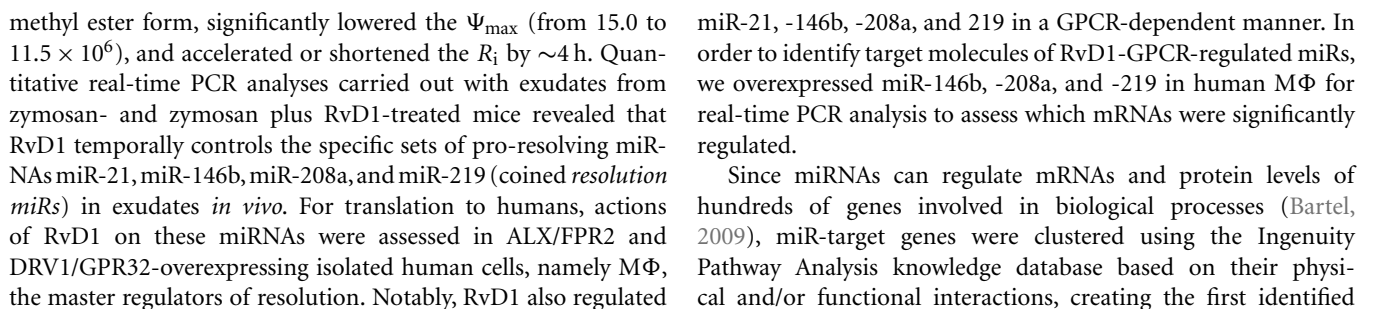 methyl ester form, significantly lowered the Ψmax (from 15.0 to
11.5 × 10⁶), and accelerated or shortened the Ri by ∼4 h. Quan-
titative real-time PCR analyses carried out with exudates from
zymosan- and zymosan plus RvD1-treated mice revealed that
RvD1 temporally controls the specific sets of pro-resolving miR-
NAs miR-21, miR-146b, miR-208a, and miR-219 (coined resolution
miRs) in exudates in vivo. For translation to humans, actions
of RvD1 on these miRNAs were assessed in ALX/FPR2 and
DRV1/GPR32-overexpressing isolated human cells, namely MΦ,
the master regulators of resolution. Notably, RvD1 also regulated
miR-21, -146b, -208a, and 219 in a GPCR-dependent manner. In
order to identify target molecules of RvD1-GPCR-regulated miRs,
we overexpressed miR-146b, -208a, and -219 in human MΦ for
real-time PCR analysis to assess which mRNAs were significantly
regulated.
Since miRNAs can regulate mRNAs and protein levels of
hundreds of genes involved in biological processes (Bartel,
2009), miR-target genes were clustered using the Ingenuity
Pathway Analysis knowledge database based on their physi-
cal and/or functional interactions, creating the first identified